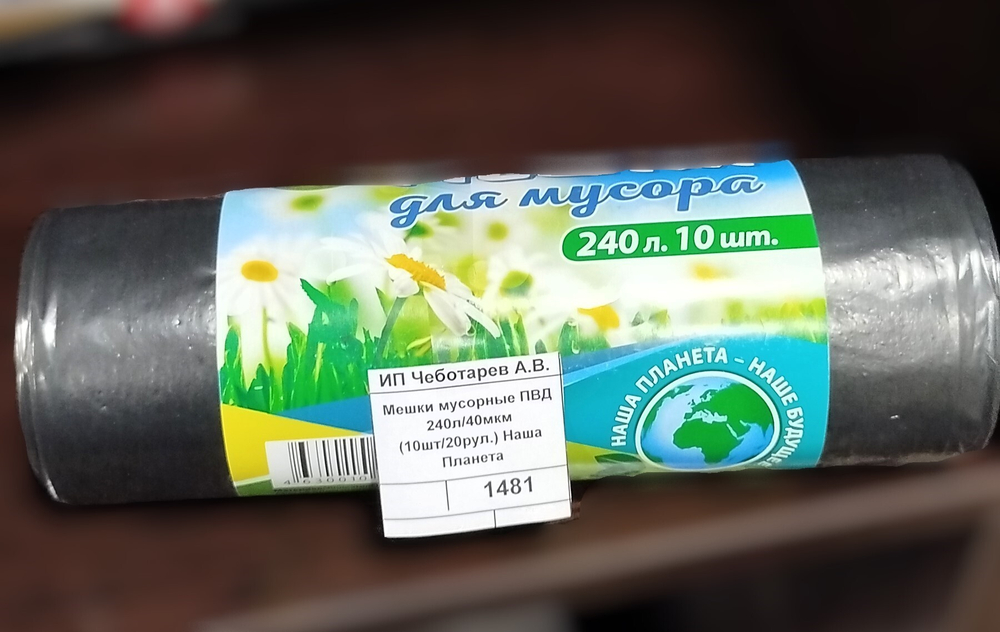 для мусора
240 л. 10 шт.
НАША ПЛАНЕТА – НАШЕ БУДУЩЕЕ
ИП Чеботарев А.В.
Мешки мусорные ПВД
240л/40мкм
(10шт/20рул.) Наша
Планета
1481